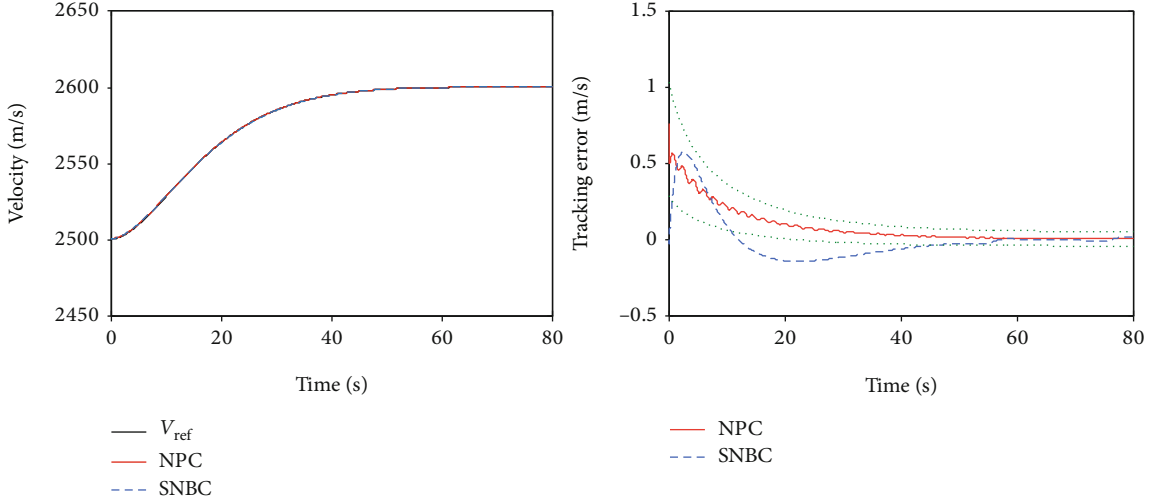 Velocity (m/s)
2650
2600
2550
2500
2450
0
20
40
60
80
Time (s)
V_ref
NPC
SNBC
Tracking error (m/s)
1.5
1
0.5
0
−0.5
0
20
40
60
80
Time (s)
NPC
SNBC